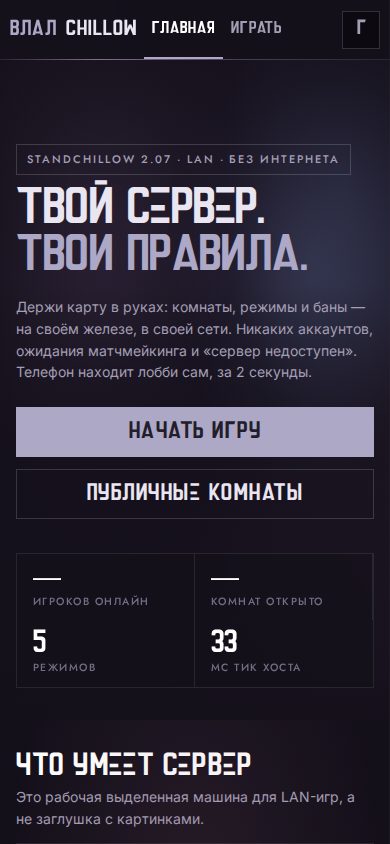 ВЛАЛ CHILLOW ГЛАВНАЯ ИГРАТЬ Г
STANDCHILLOW 2.07 · LAN · БЕЗ ИНТЕРНЕТА
ТВОЙ СЕРВЕР.
ТВОИ ПРАВИЛА.
Держи карту в руках: комнаты, режимы и баны —
на своём железе, в своей сети. Никаких аккаунтов,
ожидания матчмейкинга и «сервер недоступен».
Телефон находит лобби сам, за 2 секунды.
НАЧАТЬ ИГРУ
ПУБЛИЧНЫЕ КОМНАТЫ
— —
ИГРОКОВ ОНЛАЙН КОМНАТ ОТКРЫТО
5 33
РЕЖИМОВ МС ТИК ХОСТА
ЧТО УМЕЕТ СЕРВЕР
Это рабочая выделенная машина для LAN-игр, а
не заглушка с картинками.